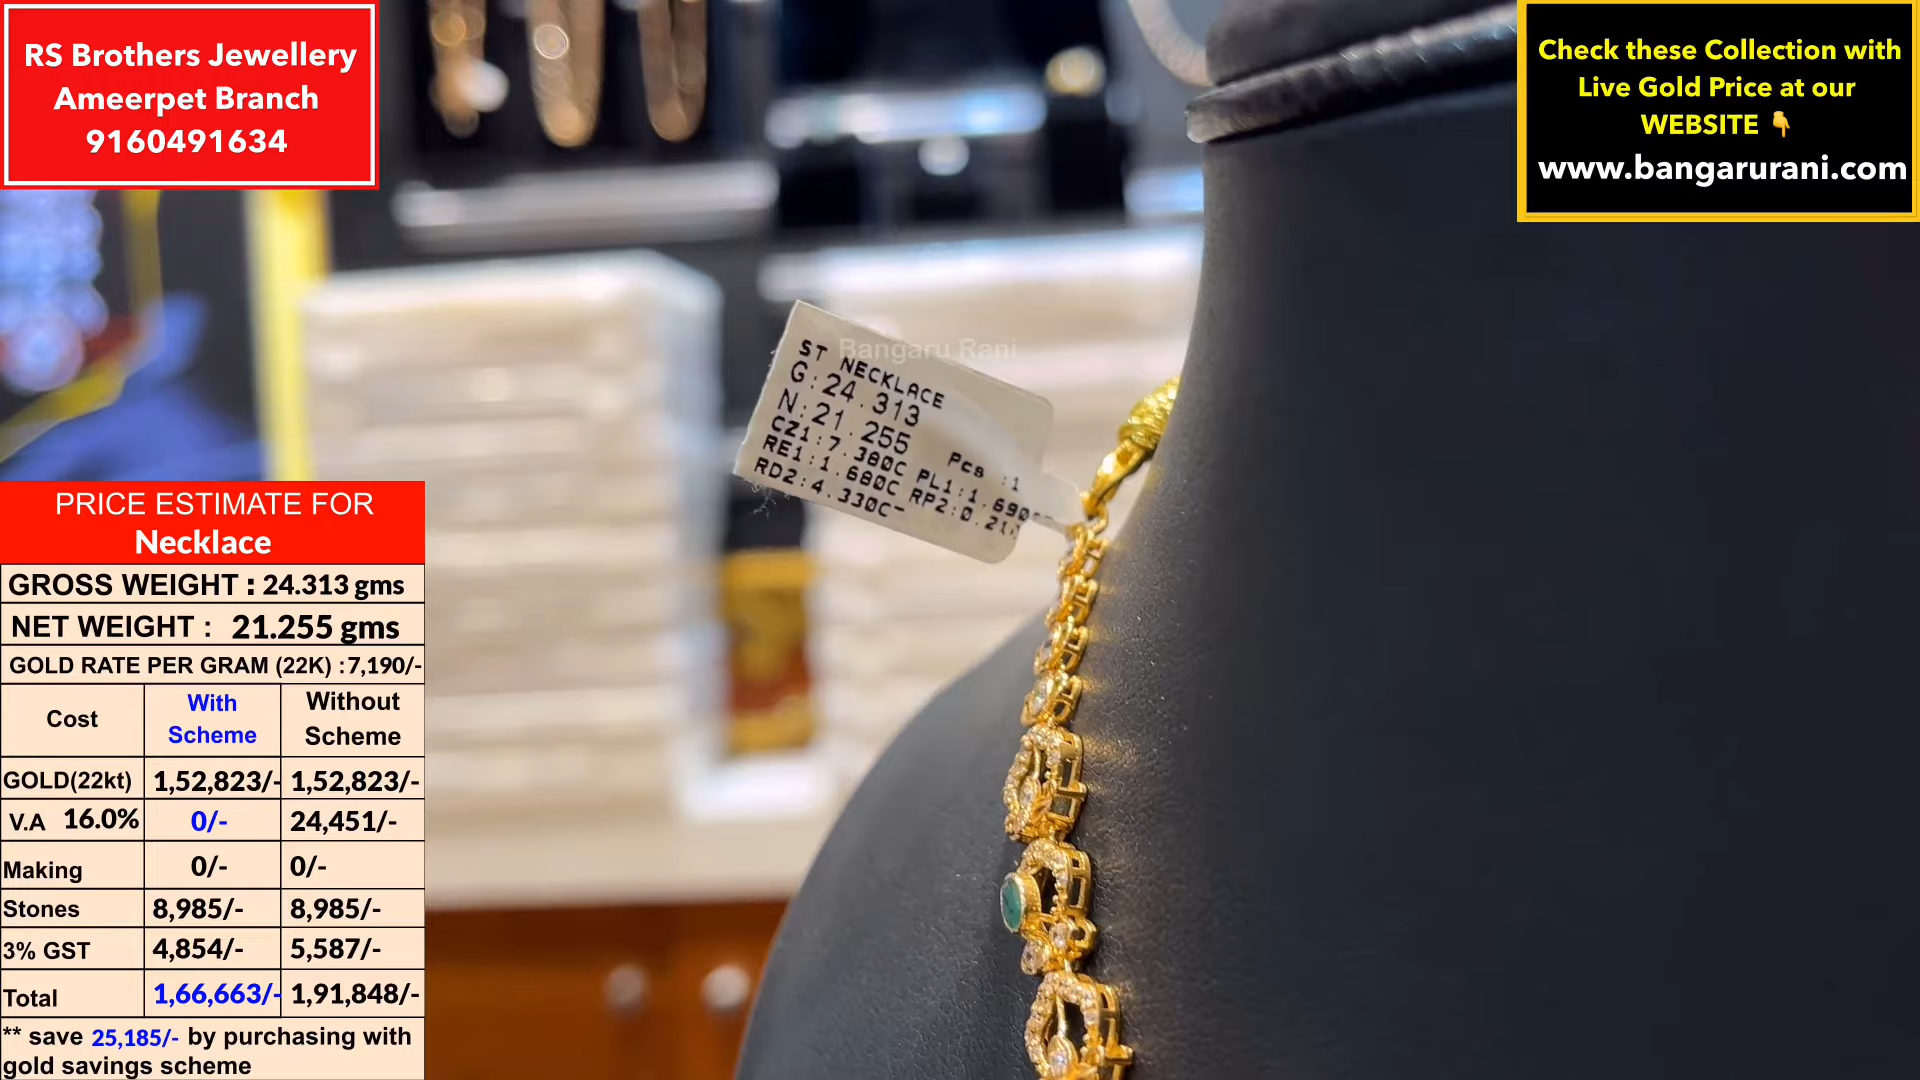 RS Brothers Jewellery
Ameerpet Branch
9160491634
Check these Collection with
Live Gold Price at our
WEBSITE 👇
www.bangarurani.com
Bangaru Rani
ST NECKLACE
G:24.313
N:21.255 Pcs :1
CZ1:7.380C PL1:1.690
RE1:1.680C RP2:0.21
RD2:4.330C
PRICE ESTIMATE FOR
Necklace
GROSS WEIGHT : 24.313 gms
NET WEIGHT : 21.255 gms
GOLD RATE PER GRAM (22K) :7,190/-
Cost With Scheme Without Scheme
GOLD(22kt) 1,52,823/- 1,52,823/-
V.A 16.0% 0/- 24,451/-
Making 0/- 0/-
Stones 8,985/- 8,985/-
3% GST 4,854/- 5,587/-
Total 1,66,663/- 1,91,848/-
** save 25,185/- by purchasing with
gold savings scheme